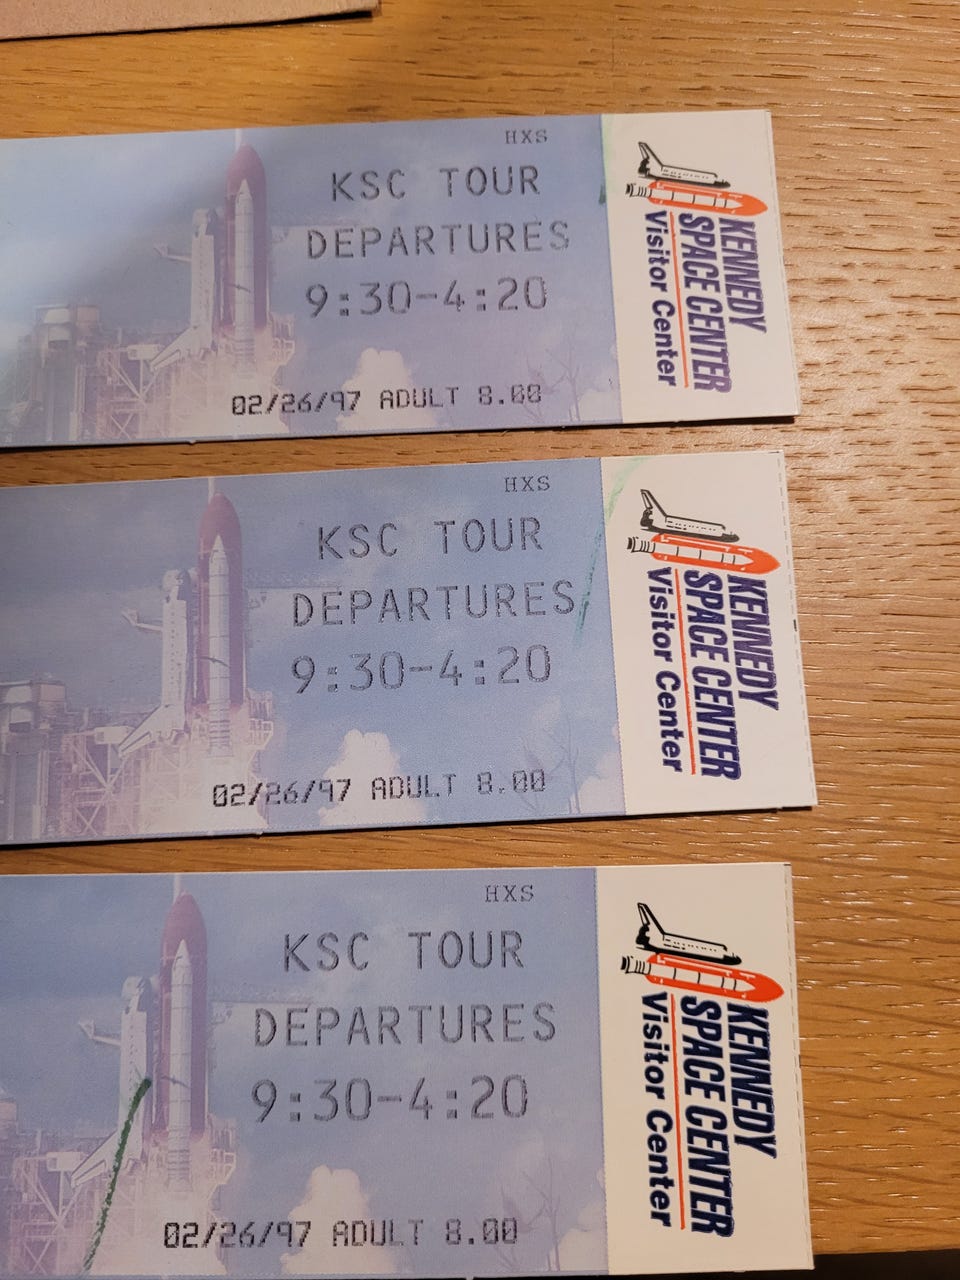 HXS
KSC TOUR
DEPARTURES
9:30-4:20
02/26/97 ADULT 8.00
KENNEDY
SPACE CENTER
Visitor Center
HXS
KSC TOUR
DEPARTURES
9:30-4:20
02/26/97 ADULT 8.00
KENNEDY
SPACE CENTER
Visitor Center
HXS
KSC TOUR
DEPARTURES
9:30-4:20
02/26/97 ADULT 8.00
KENNEDY
SPACE CENTER
Visitor Center